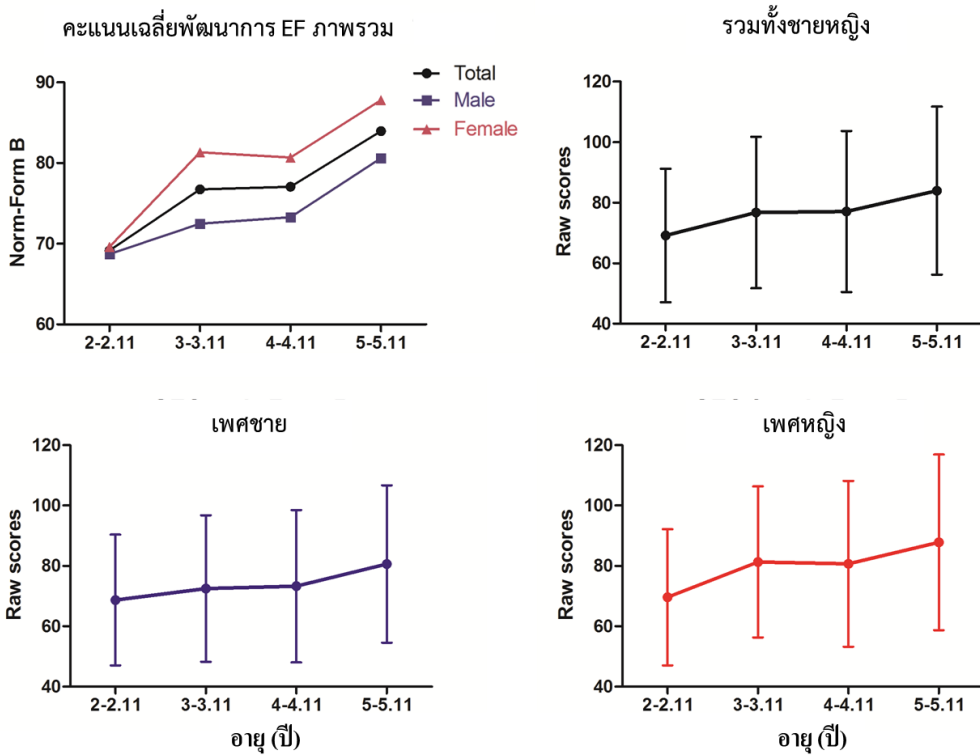 คะแนนเฉลี่ยพัฒนาการ EF ภาพรวม
Total
Male
Female
Norm-Form B
90
80
70
60
2-2.11 3-3.11 4-4.11 5-5.11
รวมทั้งชายหญิง
Raw scores
120
100
80
60
40
2-2.11 3-3.11 4-4.11 5-5.11
เพศชาย
Raw scores
120
100
80
60
40
2-2.11 3-3.11 4-4.11 5-5.11
อายุ (ปี)
เพศหญิง
Raw scores
120
100
80
60
40
2-2.11 3-3.11 4-4.11 5-5.11
อายุ (ปี)